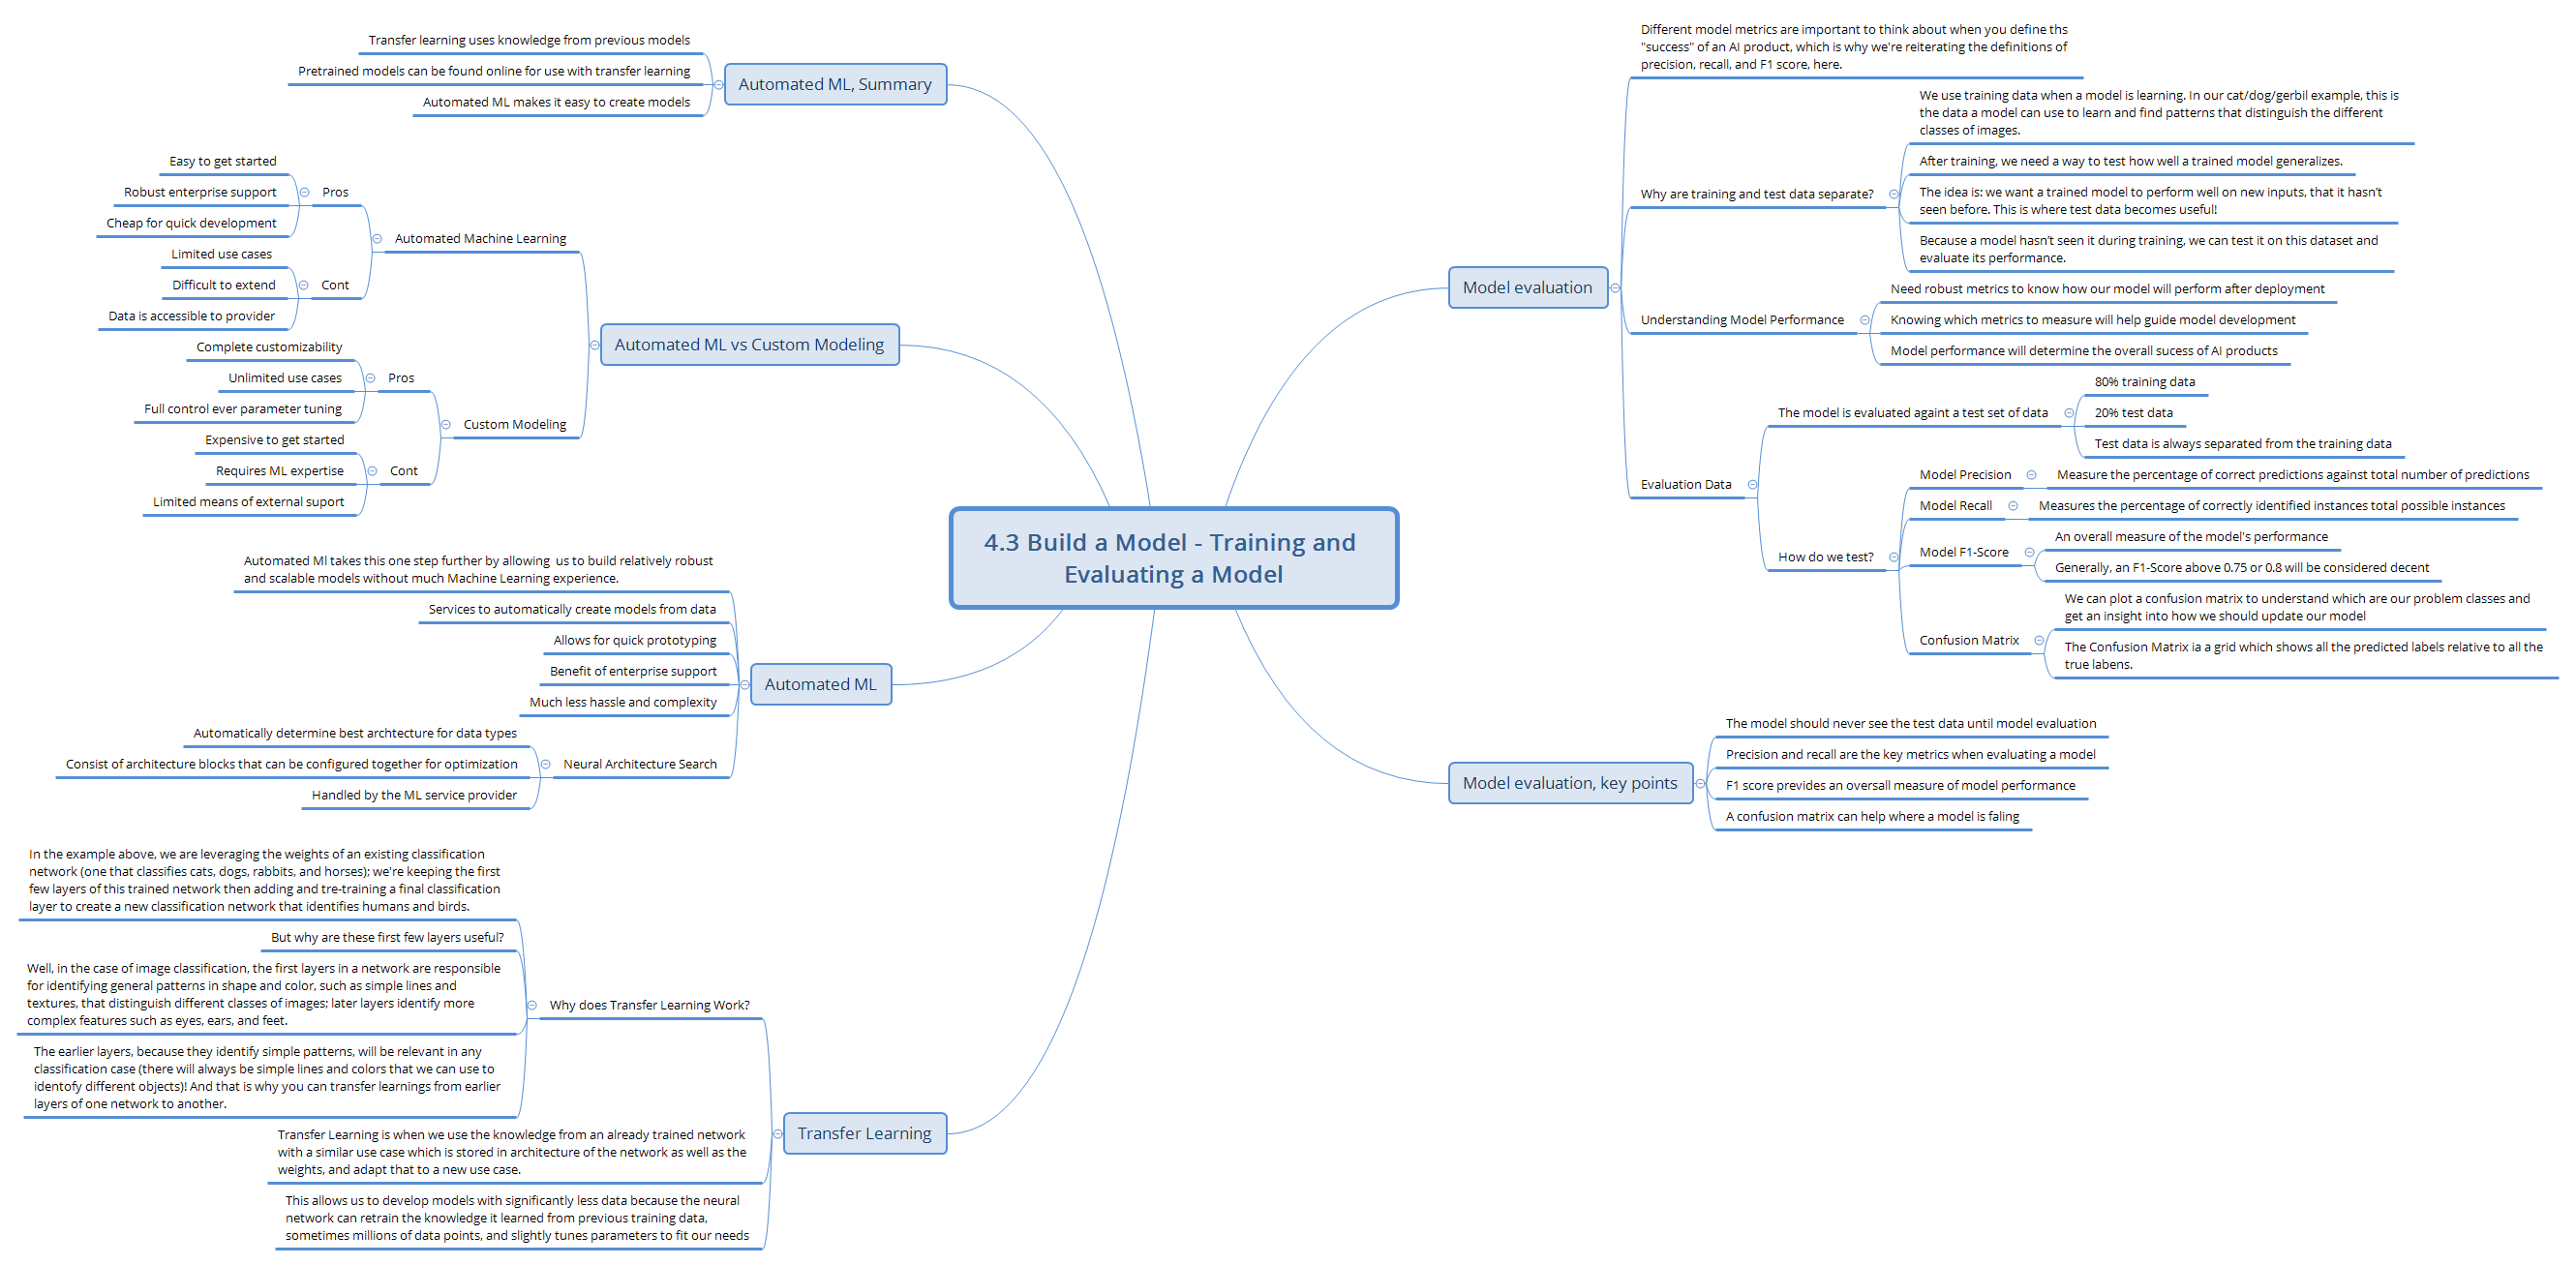 4.3 Build a Model - Training and
Evaluating a Model
Model evaluation
Different model metrics are important to think about when you define ths
"success" of an AI product, which is why we're reiterating the definitions of
precision, recall, and F1 score, here.
Why are training and test data separate?
We use training data when a model is learning. In our cat/dog/gerbil example, this is
the data a model can use to learn and find patterns that distinguish the different
classes of images.
After training, we need a way to test how well a trained model generalizes.
The idea is: we want a trained model to perform well on new inputs, that it hasn't
seen before. This is where test data becomes useful!
Because a model hasn't seen it during training, we can test it on this dataset and
evaluate its performance.
Understanding Model Performance
Need robust metrics to know how our model will perform after deployment
Knowing which metrics to measure will help guide model development
Model performance will determine the overall sucess of AI products
Evaluation Data
The model is evaluated againt a test set of data
80% training data
20% test data
Test data is always separated from the training data
How do we test?
Model Precision
Measure the percentage of correct predictions against total number of predictions
Model Recall
Measures the percentage of correctly identified instances total possible instances
Model F1-Score
An overall measure of the model's performance
Generally, an F1-Score above 0.75 or 0.8 will be considered decent
Confusion Matrix
We can plot a confusion matrix to understand which are our problem classes and
get an insight into how we should update our model
The Confusion Matrix ia a grid which shows all the predicted labels relative to all the
true labens.
Model evaluation, key points
The model should never see the test data until model evaluation
Precision and recall are the key metrics when evaluating a model
F1 score prevides an oversall measure of model performance
A confusion matrix can help where a model is faling
Automated ML, Summary
Transfer learning uses knowledge from previous models
Pretrained models can be found online for use with transfer learning
Automated ML makes it easy to create models
Automated ML vs Custom Modeling
Automated Machine Learning
Pros
Easy to get started
Robust enterprise support
Cheap for quick development
Cont
Limited use cases
Difficult to extend
Data is accessible to provider
Custom Modeling
Pros
Complete customizability
Unlimited use cases
Full control ever parameter tuning
Cont
Expensive to get started
Requires ML expertise
Limited means of external suport
Automated ML
Automated Ml takes this one step further by allowing  us to build relatively robust
and scalable models without much Machine Learning experience.
Services to automatically create models from data
Allows for quick prototyping
Benefit of enterprise support
Much less hassle and complexity
Neural Architecture Search
Automatically determine best archtecture for data types
Consist of architecture blocks that can be configured together for optimization
Handled by the ML service provider
Transfer Learning
Why does Transfer Learning Work?
In the example above, we are leveraging the weights of an existing classification
network (one that classifies cats, dogs, rabbits, and horses); we're keeping the first
few layers of this trained network then adding and tre-training a final classification
layer to create a new classification network that identifies humans and birds.
But why are these first few layers useful?
Well, in the case of image classification, the first layers in a network are responsible
for identifying general patterns in shape and color, such as simple lines and
textures, that distinguish different classes of images; later layers identify more
complex features such as eyes, ears, and feet.
The earlier layers, because they identify simple patterns, will be relevant in any
classification case (there will always be simple lines and colors that we can use to
identofy different objects)! And that is why you can transfer learnings from earlier
layers of one network to another.
Transfer Learning is when we use the knowledge from an already trained network
with a similar use case which is stored in architecture of the network as well as the
weights, and adapt that to a new use case.
This allows us to develop models with significantly less data because the neural
network can retrain the knowledge it learned from previous training data,
sometimes millions of data points, and slightly tunes parameters to fit our needs